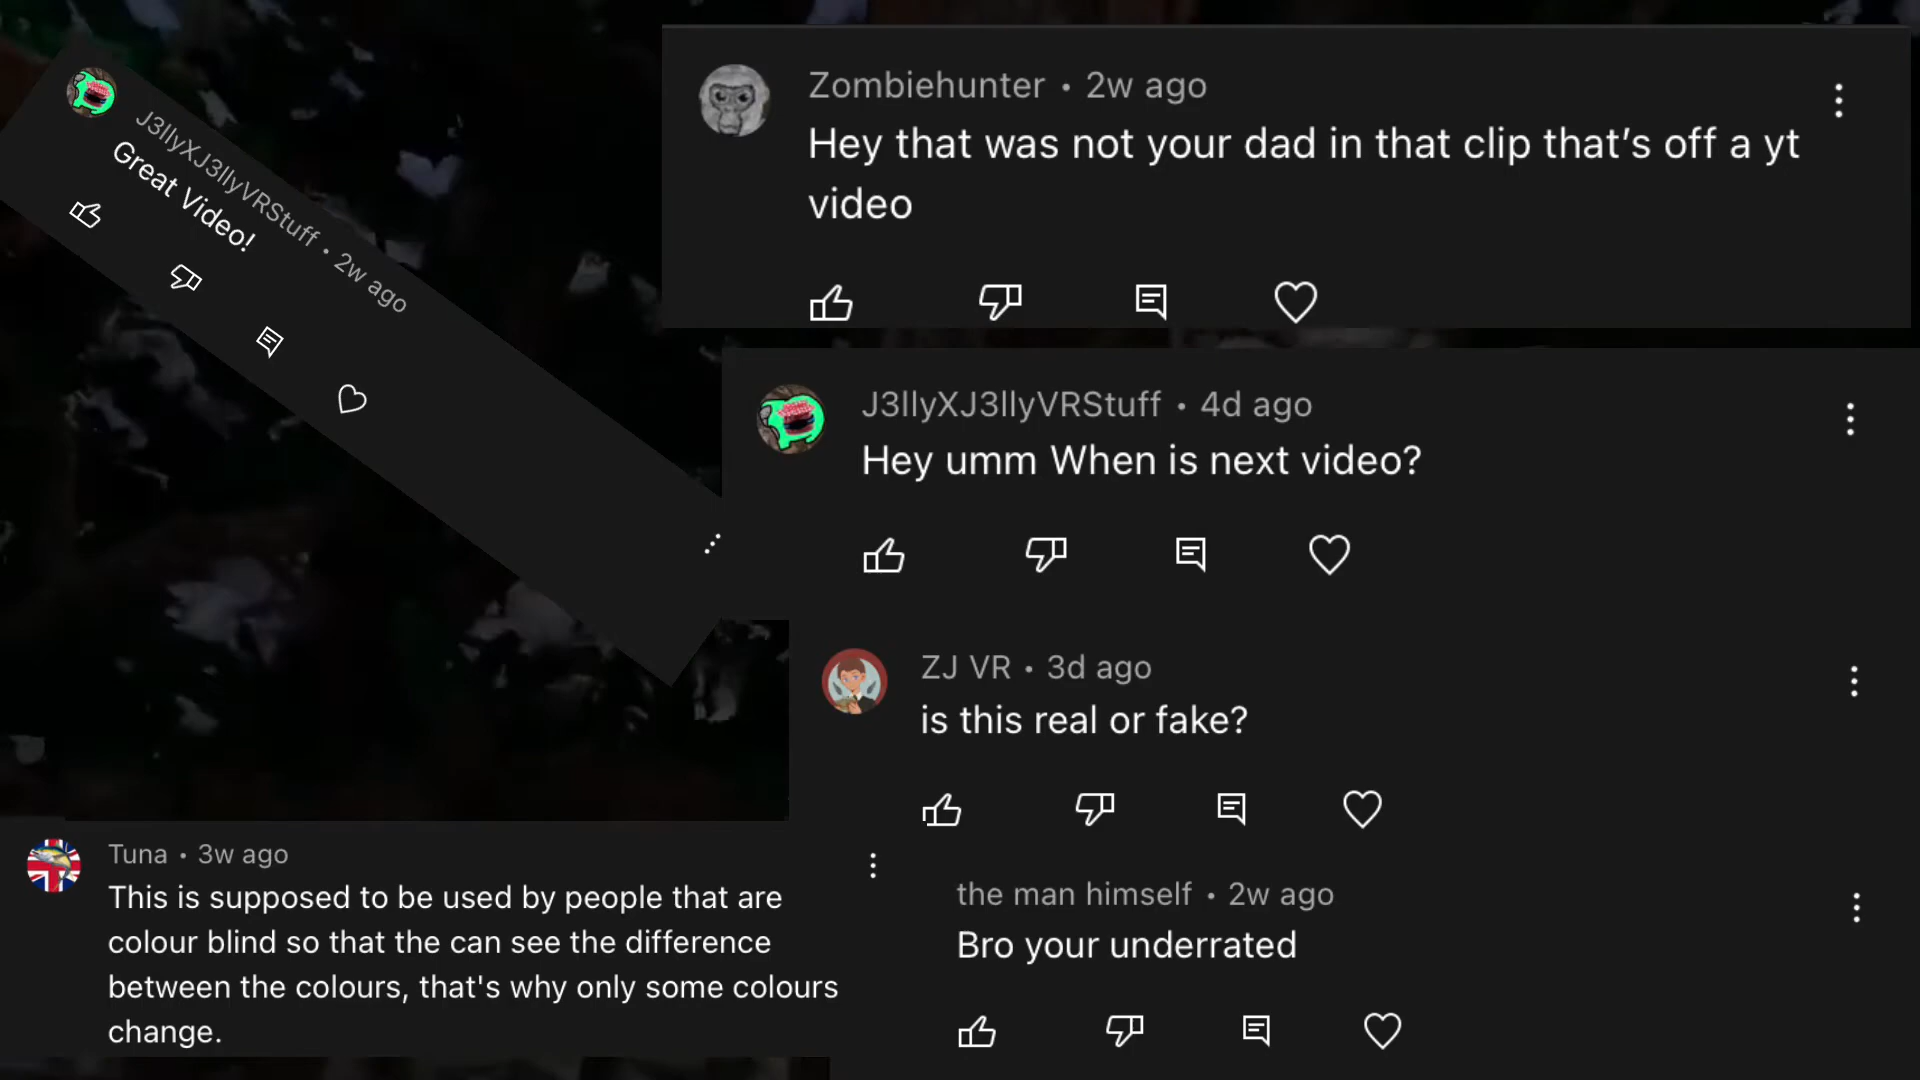 J3llyXJ3llyVRStuff • 2w ago
Great Video!
Zombiehunter • 2w ago
Hey that was not your dad in that clip that’s off a yt
video
J3llyXJ3llyVRStuff • 4d ago
Hey umm When is next video?
ZJ VR • 3d ago
is this real or fake?
Tuna • 3w ago
This is supposed to be used by people that are
colour blind so that the can see the difference
between the colours, that's why only some colours
change.
the man himself • 2w ago
Bro your underrated